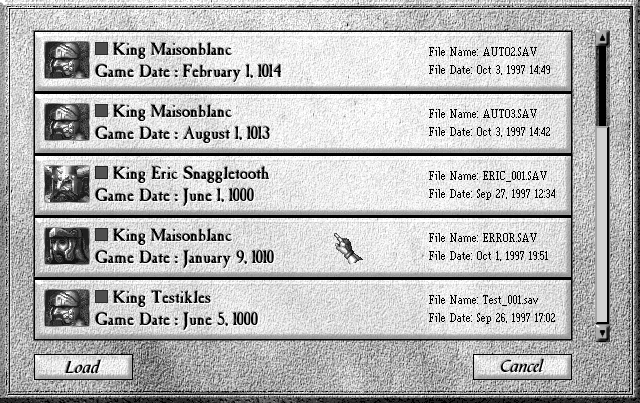 King Maisonblanc
File Name: AUTO2.SAV
Game Date : February 1, 1014
File Date: Oct 3, 1997 14:49
King Maisonblanc
File Name: AUTO3.SAV
Game Date : August 1, 1013
File Date: Oct 3, 1997 14:42
King Eric Snaggletooth
File Name: ERIC_001.SAV
Game Date : June 1, 1000
File Date: Sep 27, 1997 12:34
King Maisonblanc
File Name: ERROR.SAV
Game Date : January 9, 1010
File Date: Oct 1, 1997 19:51
King Testikles
File Name: Test_001.sav
Game Date : June 5, 1000
File Date: Sep 26, 1997 17:02
Load
Cancel